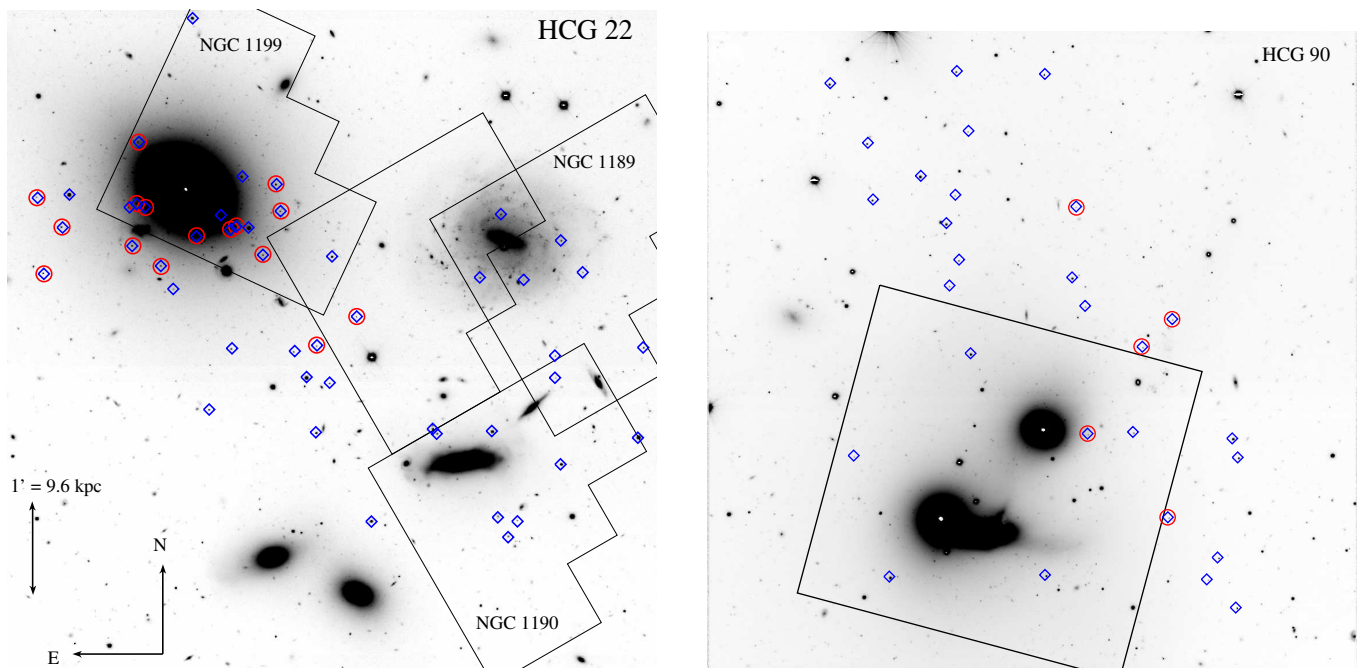 HCG 22
NGC 1199
HCG 90
NGC 1189
1' = 9.6 kpc
N
NGC 1190
E